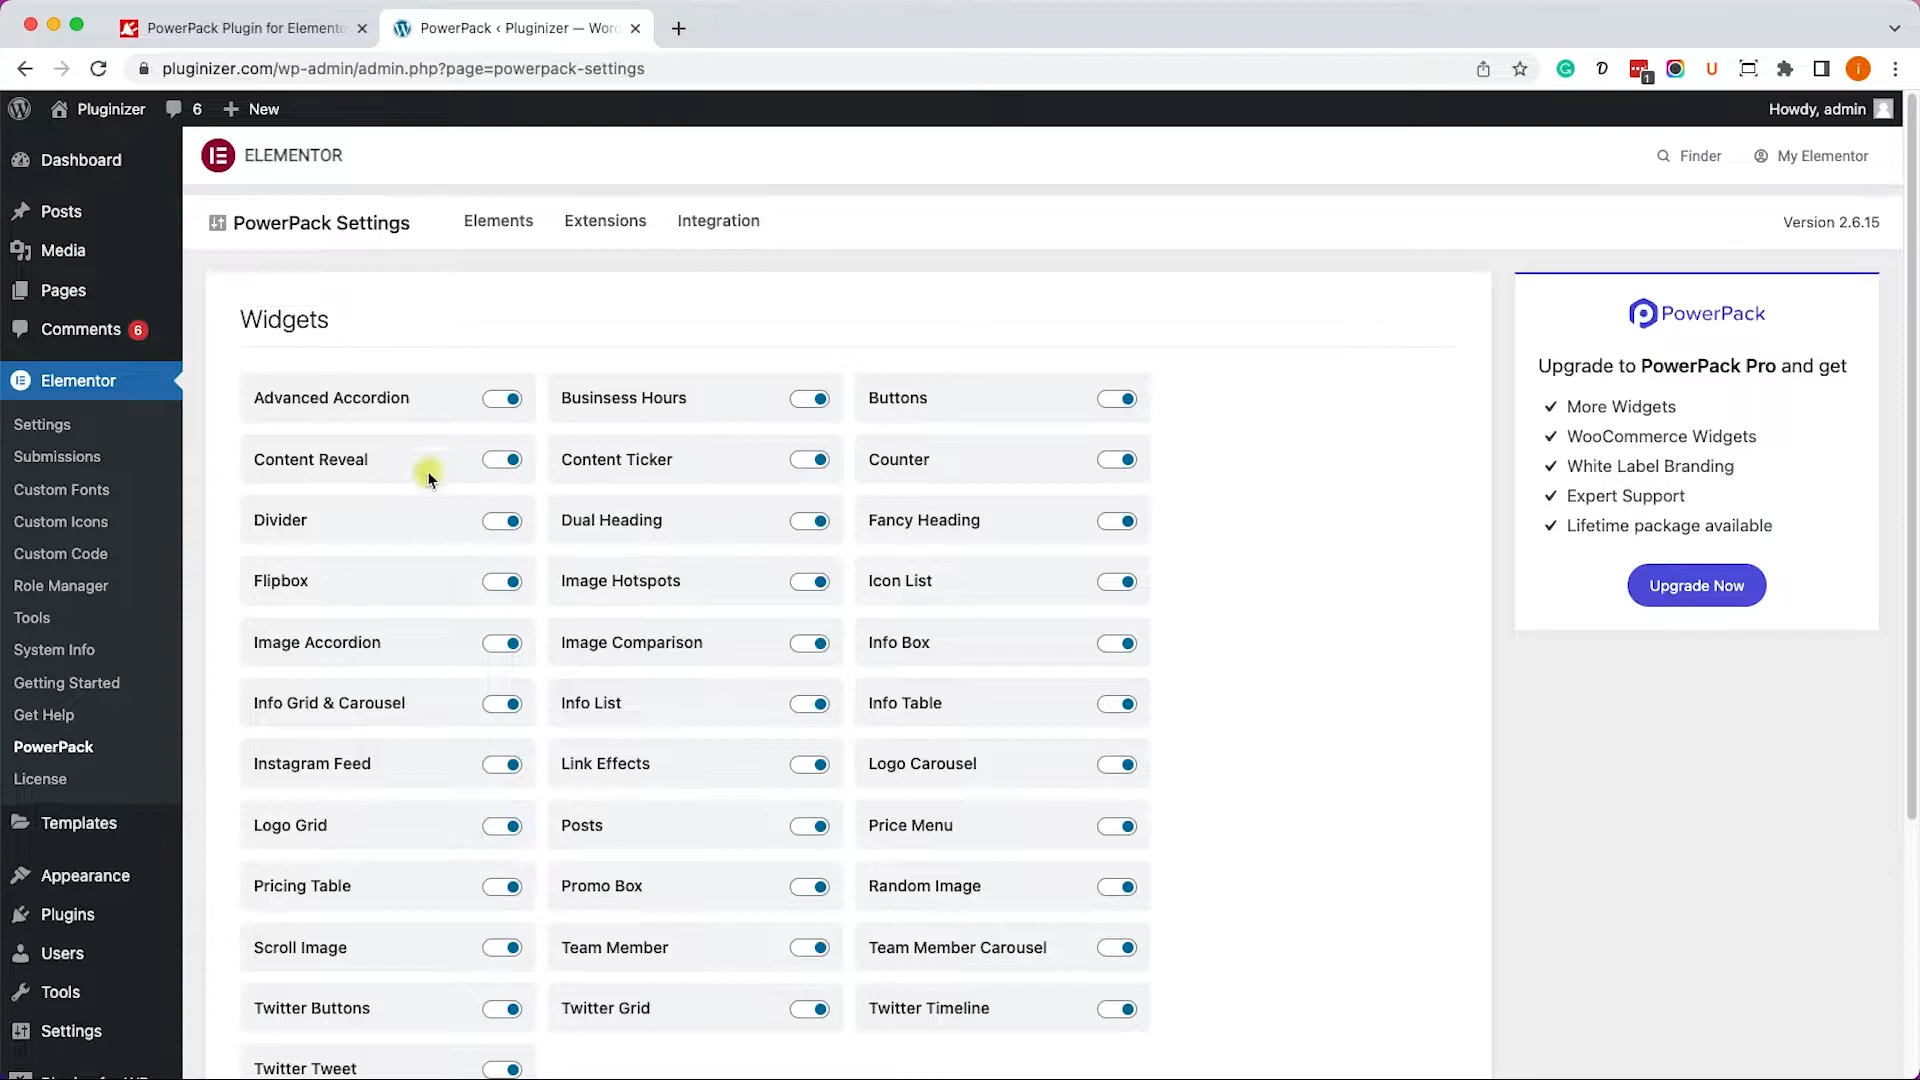 PowerPack Plugin for Elemento
PowerPack ‹ Pluginizer — Worc
pluginizer.com/wp-admin/admin.php?page=powerpack-settings
1
Pluginizer
6
New
Howdy, admin
Dashboard
Posts
Media
Pages
Comments 6
Elementor
Settings
Submissions
Custom Fonts
Custom Icons
Custom Code
Role Manager
Tools
System Info
Getting Started
Get Help
PowerPack
License
Templates
Appearance
Plugins
Users
Tools
Settings
ELEMENTOR
Finder
My Elementor
PowerPack Settings
Elements
Extensions
Integration
Version 2.6.15
Widgets
Advanced Accordion
Businsess Hours
Buttons
Content Reveal
Content Ticker
Counter
Divider
Dual Heading
Fancy Heading
Flipbox
Image Hotspots
Icon List
Image Accordion
Image Comparison
Info Box
Info Grid & Carousel
Info List
Info Table
Instagram Feed
Link Effects
Logo Carousel
Logo Grid
Posts
Price Menu
Pricing Table
Promo Box
Random Image
Scroll Image
Team Member
Team Member Carousel
Twitter Buttons
Twitter Grid
Twitter Timeline
Twitter Tweet
PowerPack
Upgrade to PowerPack Pro and get
More Widgets
WooCommerce Widgets
White Label Branding
Expert Support
Lifetime package available
Upgrade Now